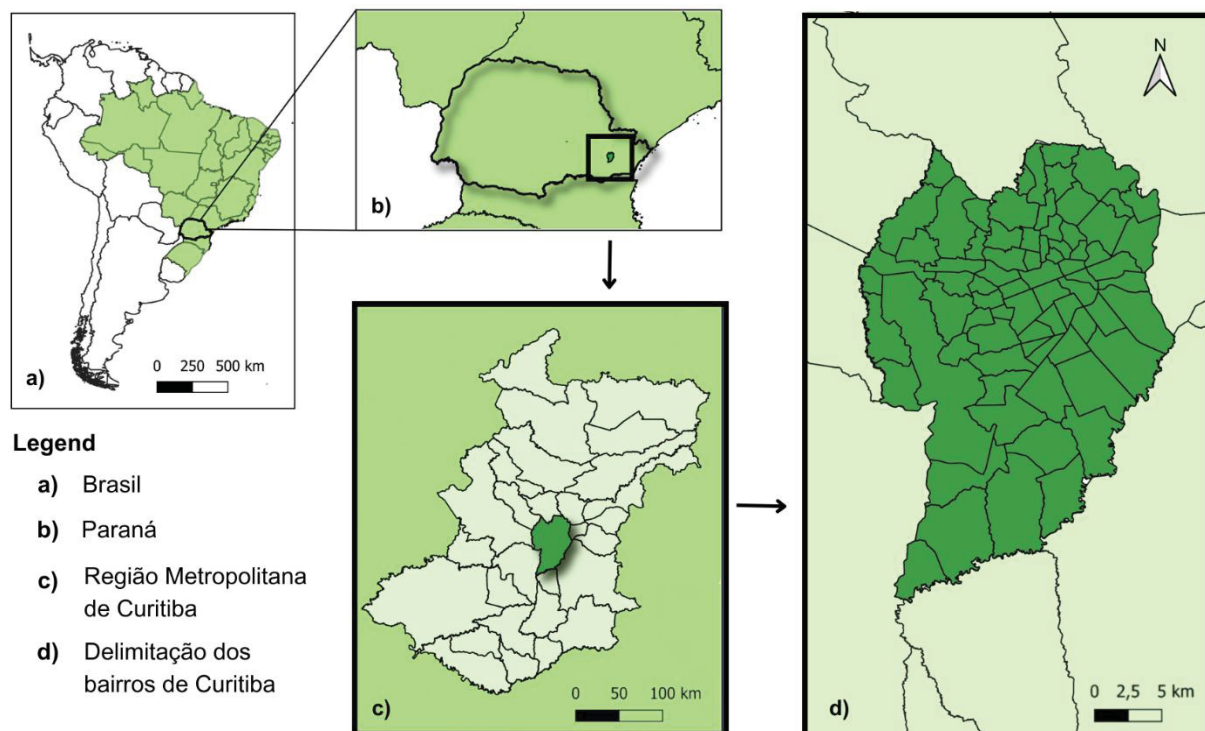 a)
0 250 500 km
b)
Legend
a) Brasil
b) Paraná
c) Região Metropolitana
de Curitiba
d) Delimitação dos
bairros de Curitiba
c)
0 50 100 km
N
d)
0 2,5 5 km